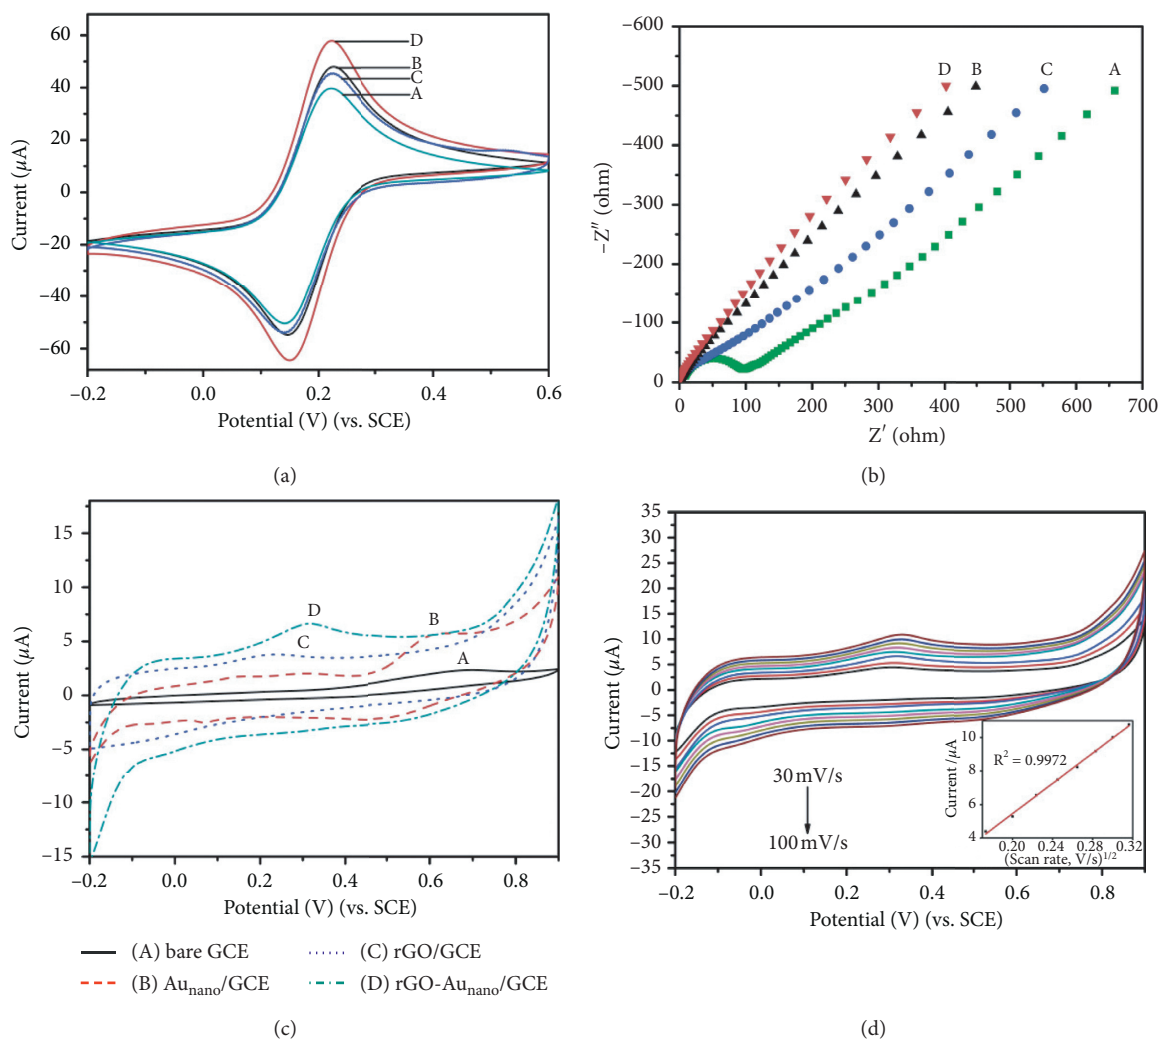 60
40
20
0
−20
−40
−60
Current (μA)
D
B
C
A
−0.2
0.0
0.2
0.4
0.6
Potential (V) (vs. SCE)
(a)
−600
−500
−400
−300
−200
−100
0
−Z″ (ohm)
D
B
C
A
0
100
200
300
400
500
600
700
Z′ (ohm)
(b)
15
10
5
0
−5
−10
−15
Current (μA)
D
C
B
A
−0.2
0.0
0.2
0.4
0.6
0.8
Potential (V) (vs. SCE)
(A) bare GCE
(B) Au_nano/GCE
(C) rGO/GCE
(D) rGO-Au_nano/GCE
(c)
35
30
25
20
15
10
5
0
−5
−10
−15
−20
−25
−30
−35
Current (μA)
30 mV/s
100 mV/s
10
8
6
4
Current /μA
R² = 0.9972
0.20
0.24
0.28
0.32
(Scan rate, V/s)^1/2
−0.2
0.0
0.2
0.4
0.6
0.8
Potential (V) (vs. SCE)
(d)